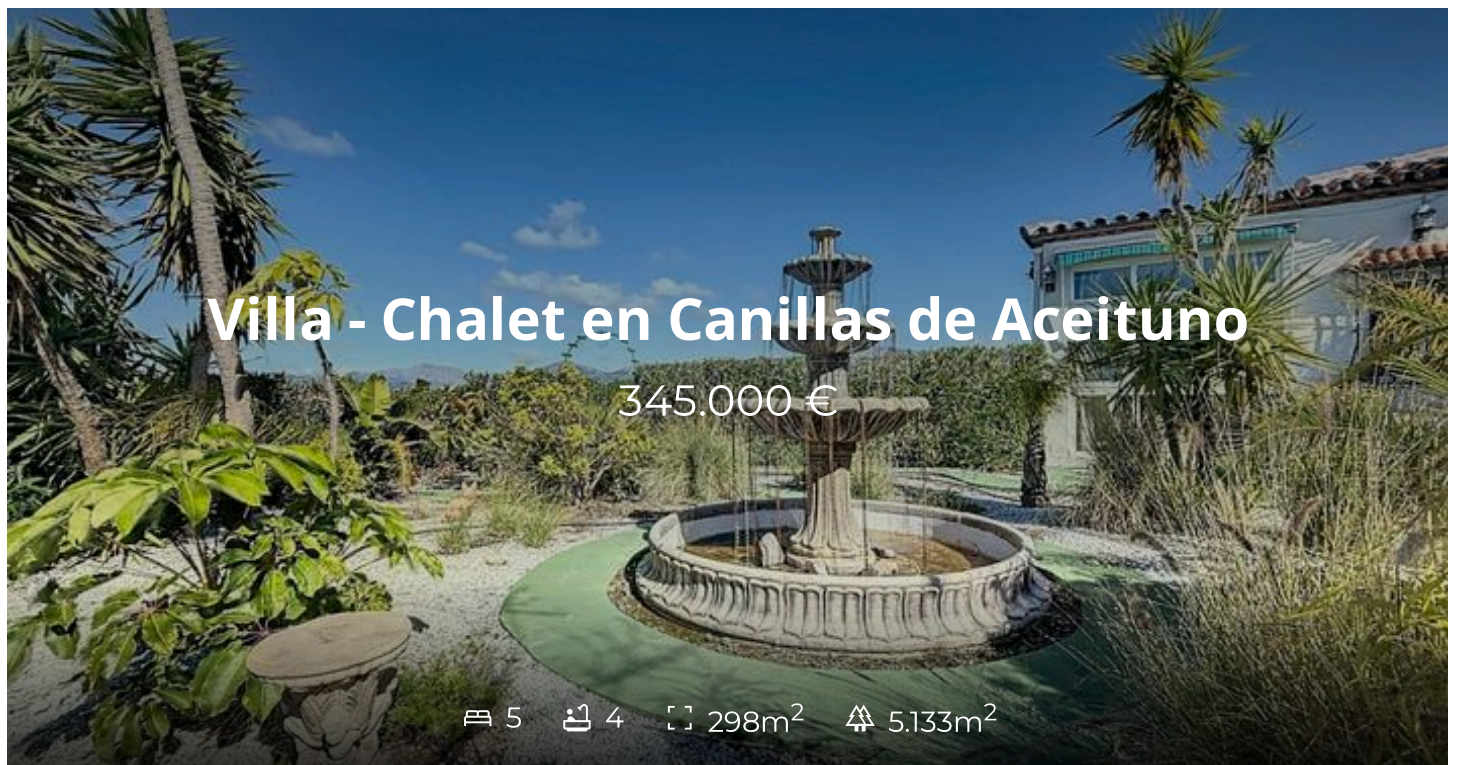 Villa - Chalet en Canillas de Aceituno
345.000 €
5 4 298m² 5.133m²